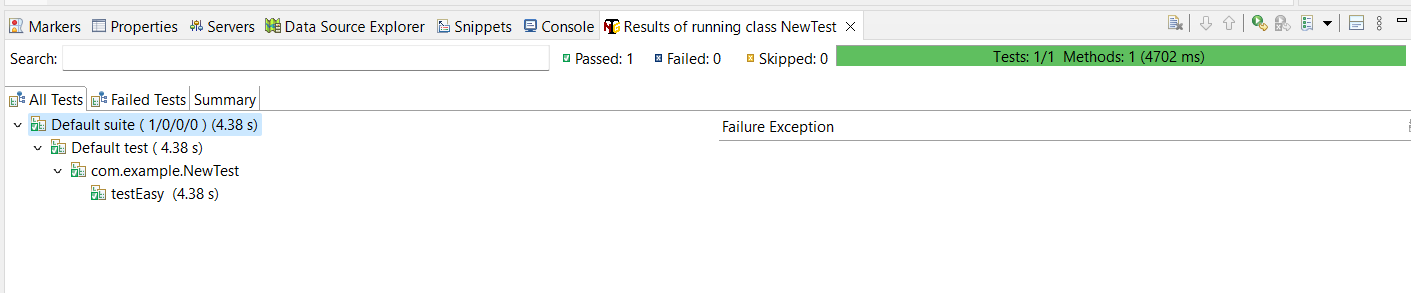 Markers Properties Servers Data Source Explorer Snippets Console Results of running class NewTest
Search: Passed: 1 Failed: 0 Skipped: 0 Tests: 1/1 Methods: 1 (4702 ms)
All Tests Failed Tests Summary
Default suite ( 1/0/0/0 ) (4.38 s) Failure Exception
Default test ( 4.38 s)
com.example.NewTest
testEasy (4.38 s)